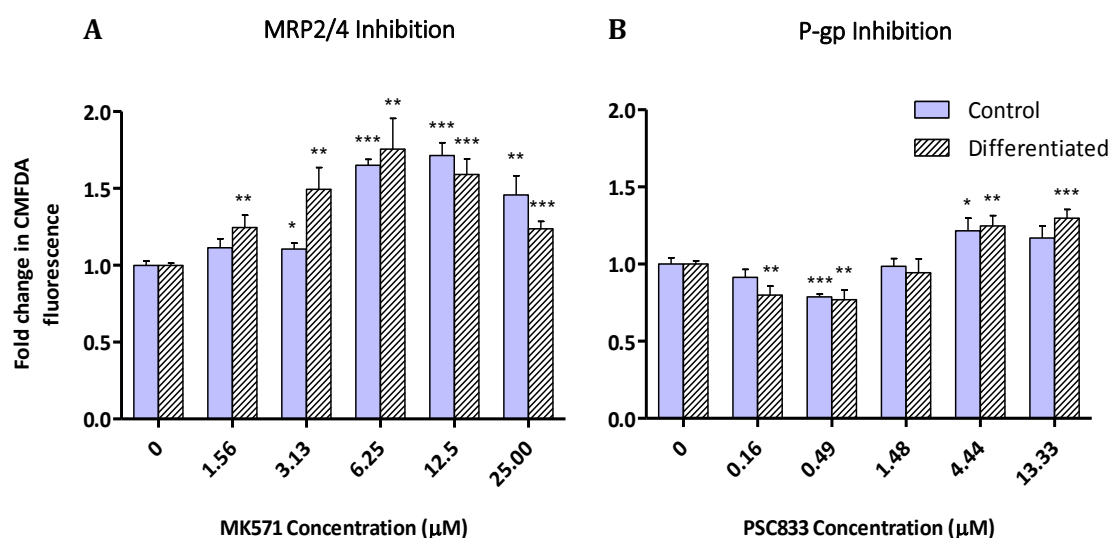 A MRP2/4 Inhibition
B P-gp Inhibition
Control
Differentiated
Fold change in CMFDA
fluorescence
2.0
1.5
1.0
0.5
0.0
** * ** *** ** *** *** ** ***
0 1.56 3.13 6.25 12.5 25.00
MK571 Concentration (μM)
2.0
1.5
1.0
0.5
0.0
** *** ** * ** ***
0 0.16 0.49 1.48 4.44 13.33
PSC833 Concentration (μM)